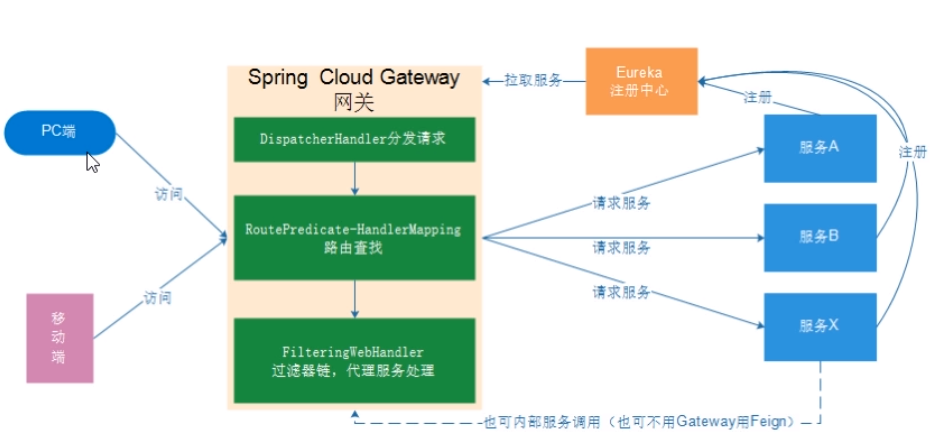 Spring Cloud Gateway
网关
Eureka
注册中心
拉取服务
注册
PC端
DispatcherHandler分发请求
服务A
注册
访问
RoutePredicate-HandlerMapping
路由查找
请求服务
服务B
请求服务
访问
请求服务
移
动
端
服务X
FilteringWebHandler
过滤器链，代理服务处理
也可内部服务调用（也可不用Gateway用Feign）